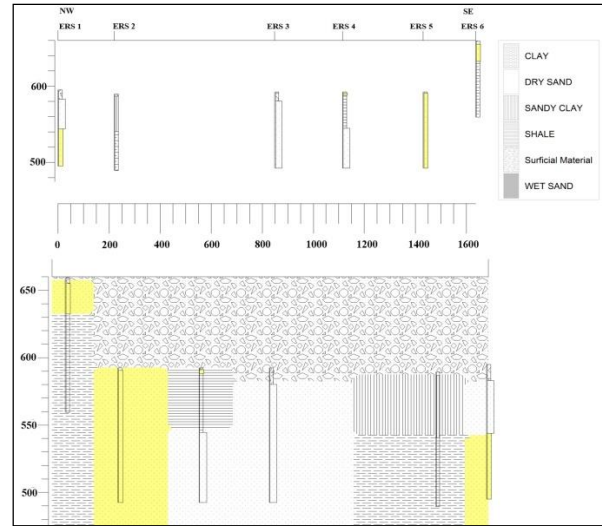 NW SE
ERS 1 ERS 2 ERS 3 ERS 4 ERS 5 ERS 6
600
500
CLAY
DRY SAND
SANDY CLAY
SHALE
Surficial Material
WET SAND
0 200 400 600 800 1000 1200 1400 1600
650
600
550
500